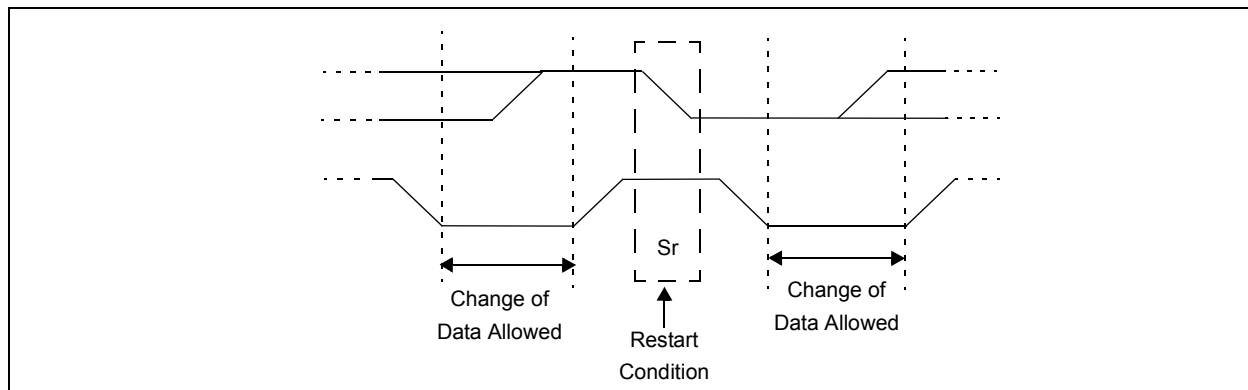 Sr
Change of
Data Allowed
Change of
Data Allowed
Restart
Condition